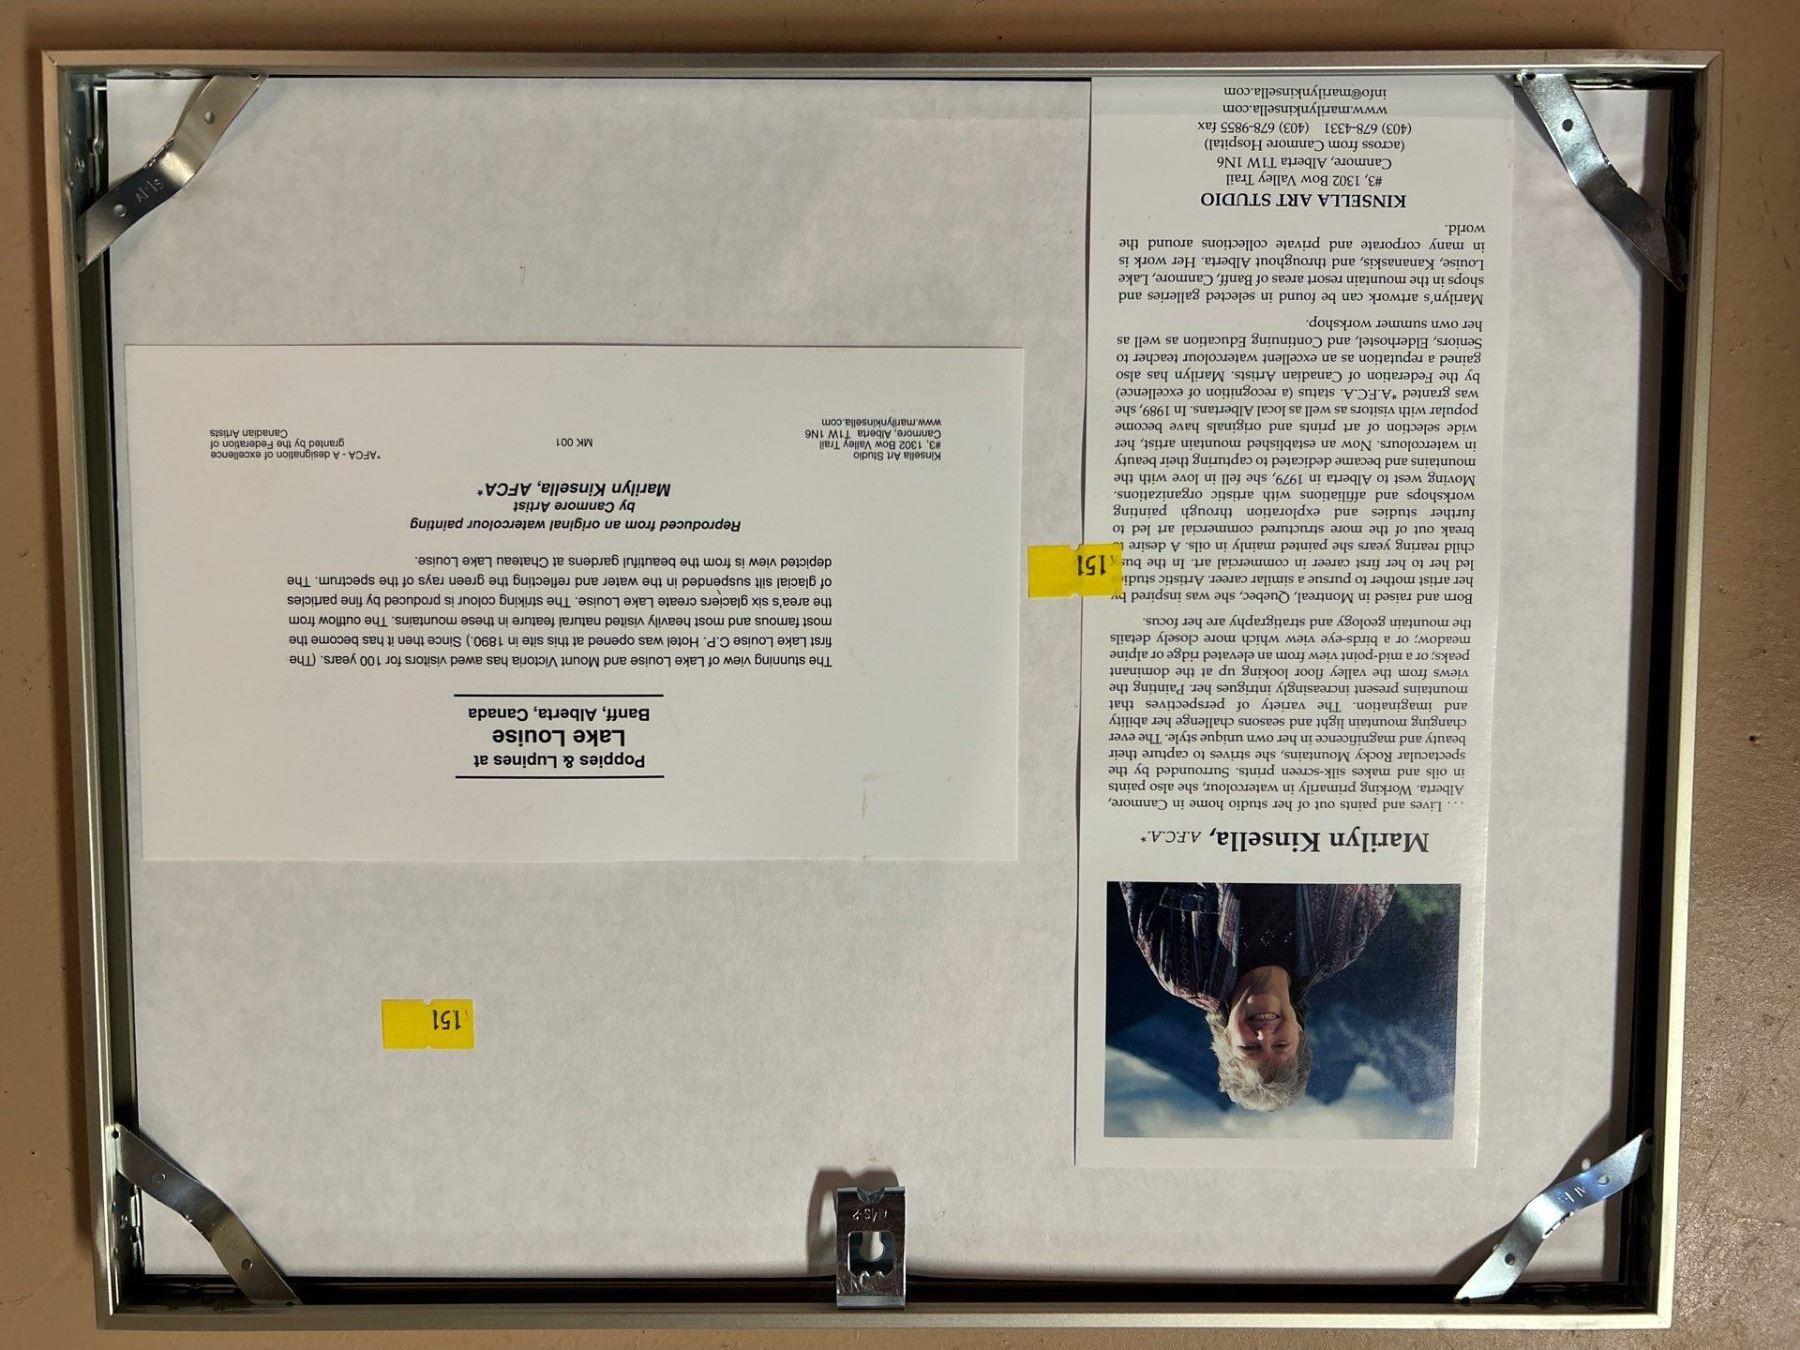 Marilyn Kinsella, A.F.C.A.*
. . . Lives and paints out of her studio home in Canmore,
Alberta. Working primarily in watercolour, she also paints
in oils and makes silk-screen prints. Surrounded by the
spectacular Rocky Mountains, she strives to capture their
beauty and magnificence in her own unique style. The ever
changing mountain light and seasons challenge her ability
and imagination. The variety of perspectives that
mountains present increasingly intrigues her. Painting the
views from the valley floor looking up at the dominant
peaks; or a mid-point view from an elevated ridge or alpine
meadow; or a birds-eye view which more closely details
the mountain geology and stratigraphy are her focus.
Born and raised in Montreal, Quebec, she was inspired by
her artist mother to pursue a similar career. Artistic studies
led her to her first career in commercial art. In the busy
child rearing years she painted mainly in oils. A desire to
break out of the more structured commercial art led to
further studies and exploration through painting
workshops and affiliations with artistic organizations.
Moving west to Alberta in 1979, she fell in love with the
mountains and became dedicated to capturing their beauty
in watercolours. Now an established mountain artist, her
wide selection of art prints and originals have become
popular with visitors as well as local Albertans. In 1989, she
was granted *A.F.C.A. status (a recognition of excellence)
by the Federation of Canadian Artists. Marilyn has also
gained a reputation as an excellent watercolour teacher to
Seniors, Elderhostel, and Continuing Education as well as
her own summer workshop.
Marilyn's artwork can be found in selected galleries and
shops in the mountain resort areas of Banff, Canmore, Lake
Louise, Kananaskis, and throughout Alberta. Her work is
in many corporate and private collections around the
world.
KINSELLA ART STUDIO
#3, 1302 Bow Valley Trail
Canmore, Alberta T1W 1N6
(across from Canmore Hospital)
(403) 678-4331 (403) 678-9855 fax
www.marilynkinsella.com
info@marilynkinsella.com
151
151
Poppies & Lupines at
Lake Louise
Banff, Alberta, Canada
The stunning view of Lake Louise and Mount Victoria has awed visitors for 100 years. (The
first Lake Louise C.P. Hotel was opened at this site in 1890.) Since then it has become the
most famous and most heavily visited natural feature in these mountains. The outflow from
the area's six glaciers create Lake Louise. The striking colour is produced by fine particles
of glacial silt suspended in the water and reflecting the green rays of the spectrum. The
depicted view is from the beautiful gardens at Chateau Lake Louise.
Reproduced from an original watercolour painting
by Canmore Artist
Marilyn Kinsella, AFCA*
Kinsella Art Studio
#3, 1302 Bow Valley Trail
Canmore, Alberta T1W 1N6
www.marilynkinsella.com
MK 001
*AFCA - A designation of excellence
granted by the Federation of
Canadian Artists